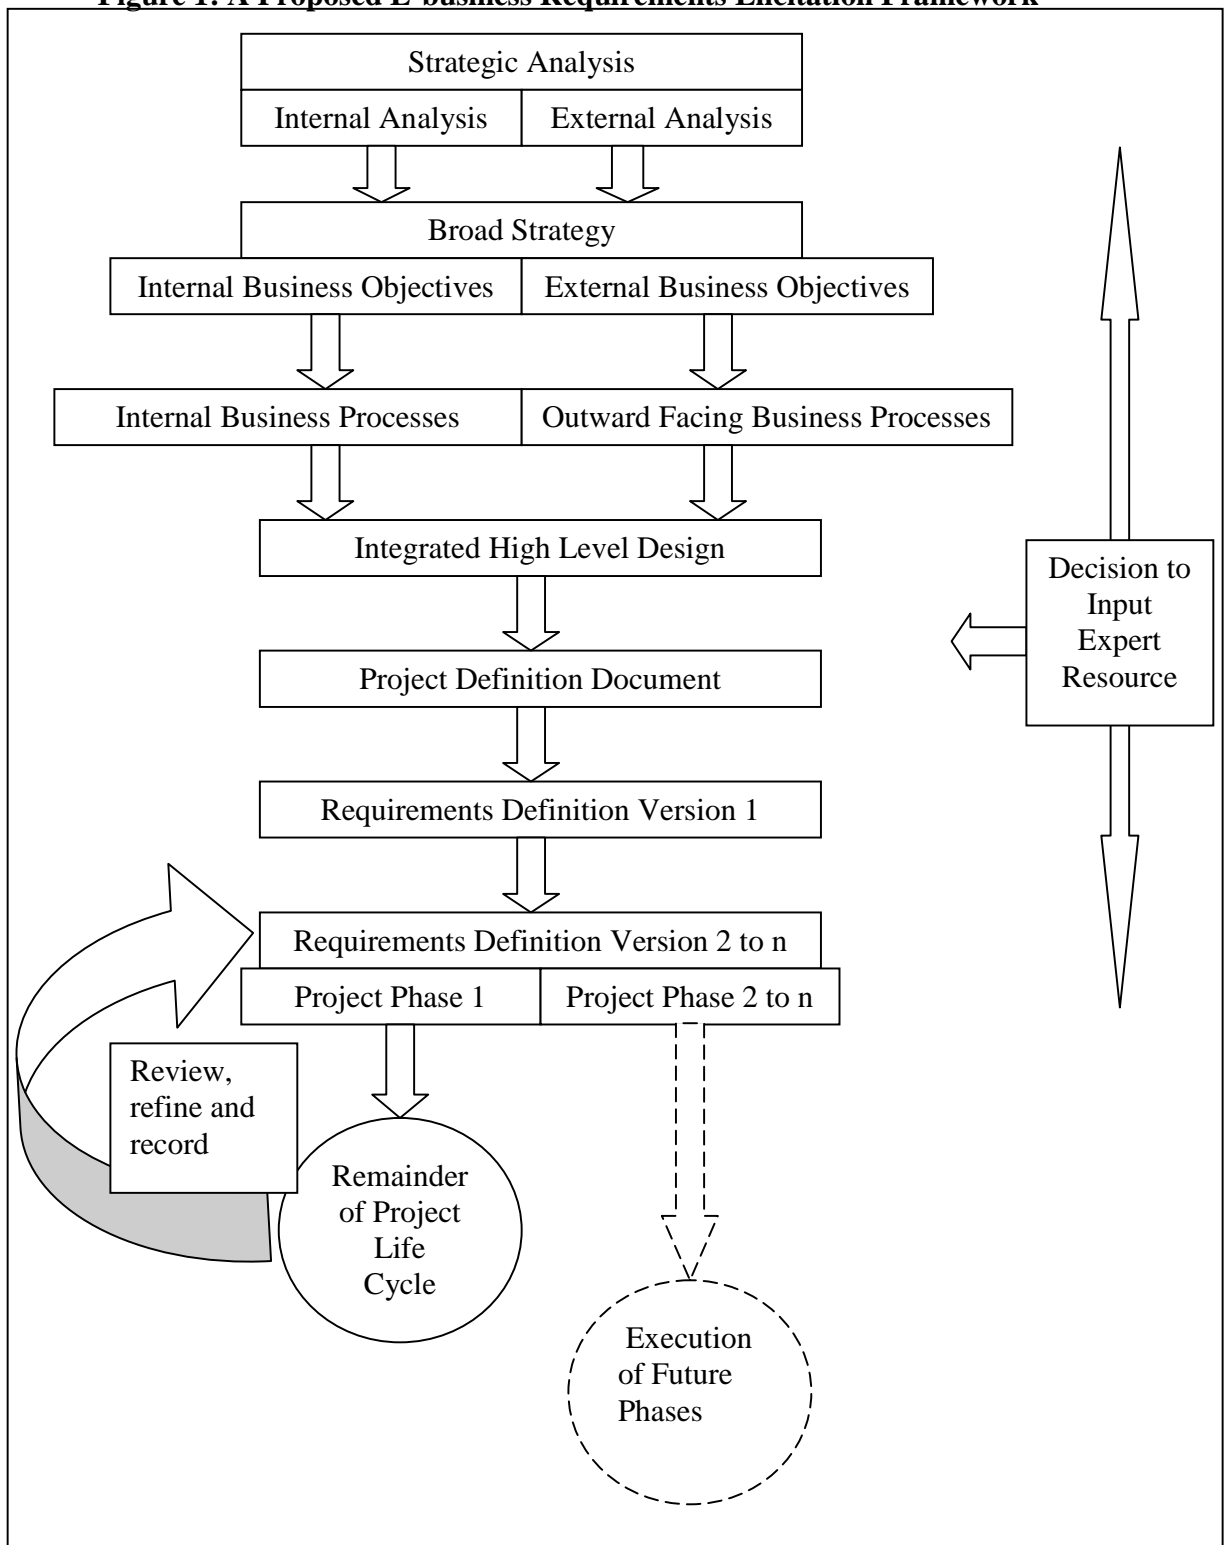 Figure 1: A Proposed E-business Requirements Elicitation Framework
Strategic Analysis
Internal Analysis
External Analysis
Broad Strategy
Internal Business Objectives
External Business Objectives
Internal Business Processes
Outward Facing Business Processes
Integrated High Level Design
Decision to
Input
Expert
Resource
Project Definition Document
Requirements Definition Version 1
Requirements Definition Version 2 to n
Project Phase 1
Project Phase 2 to n
Review,
refine and
record
Remainder
of Project
Life
Cycle
Execution
of Future
Phases